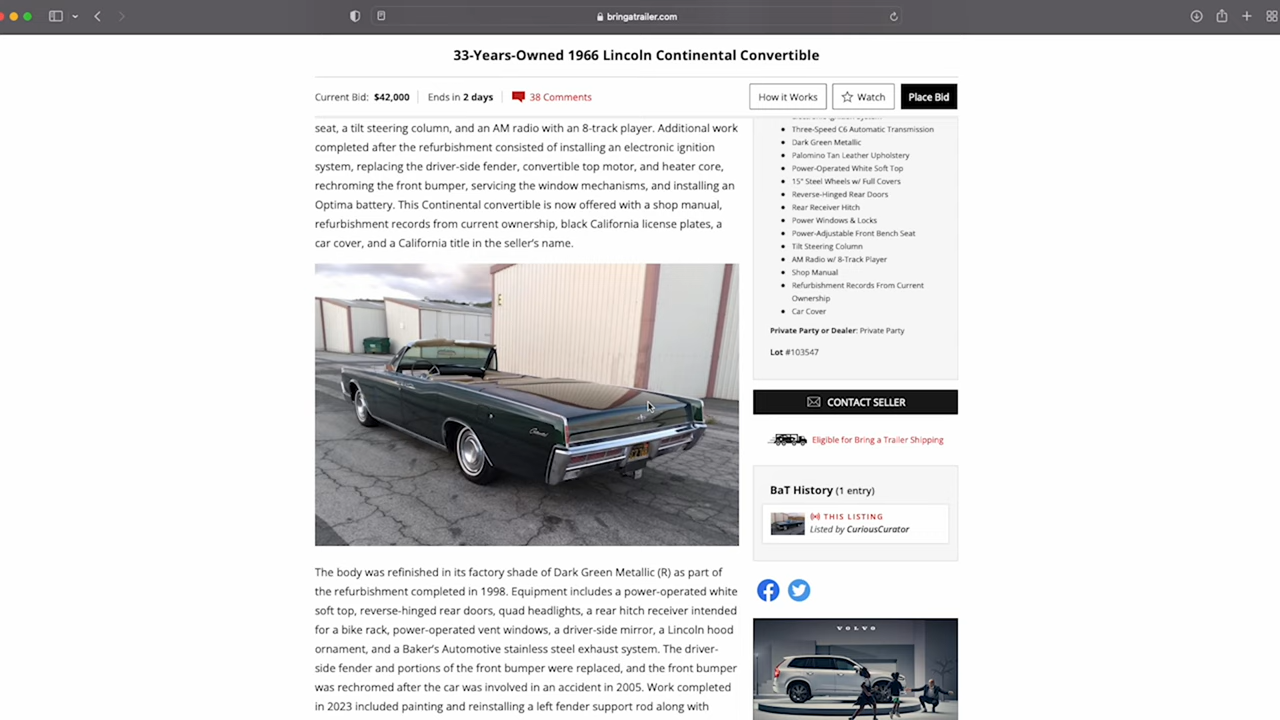 bringatrailer.com
33-Years-Owned 1966 Lincoln Continental Convertible
Current Bid: $42,000 Ends in 2 days 38 Comments How it Works Watch Place Bid
seat, a tilt steering column, and an AM radio with an 8-track player. Additional work
completed after the refurbishment consisted of installing an electronic ignition
system, replacing the driver-side fender, convertible top motor, and heater core,
rechroming the front bumper, servicing the window mechanisms, and installing an
Optima battery. This Continental convertible is now offered with a shop manual,
refurbishment records from current ownership, black California license plates, a
car cover, and a California title in the seller's name.
The body was refinished in its factory shade of Dark Green Metallic (R) as part of
the refurbishment completed in 1998. Equipment includes a power-operated white
soft top, reverse-hinged rear doors, quad headlights, a rear hitch receiver intended
for a bike rack, power-operated vent windows, a driver-side mirror, a Lincoln hood
ornament, and a Baker's Automotive stainless steel exhaust system. The driver-
side fender and portions of the front bumper were replaced, and the front bumper
was rechromed after the car was involved in an accident in 2005. Work completed
in 2023 included painting and reinstalling a left fender support rod along with
Three-Speed C6 Automatic Transmission
Dark Green Metallic
Palomino Tan Leather Upholstery
Power-Operated White Soft Top
15" Steel Wheels w/ Full Covers
Reverse-Hinged Rear Doors
Rear Receiver Hitch
Power Windows & Locks
Power-Adjustable Front Bench Seat
Tilt Steering Column
AM Radio w/ 8-Track Player
Shop Manual
Refurbishment Records From Current
Ownership
Car Cover
Private Party or Dealer: Private Party
Lot #103547
CONTACT SELLER
Eligible for Bring a Trailer Shipping
BaT History (1 entry)
THIS LISTING
Listed by CuriousCurator
VOLVO